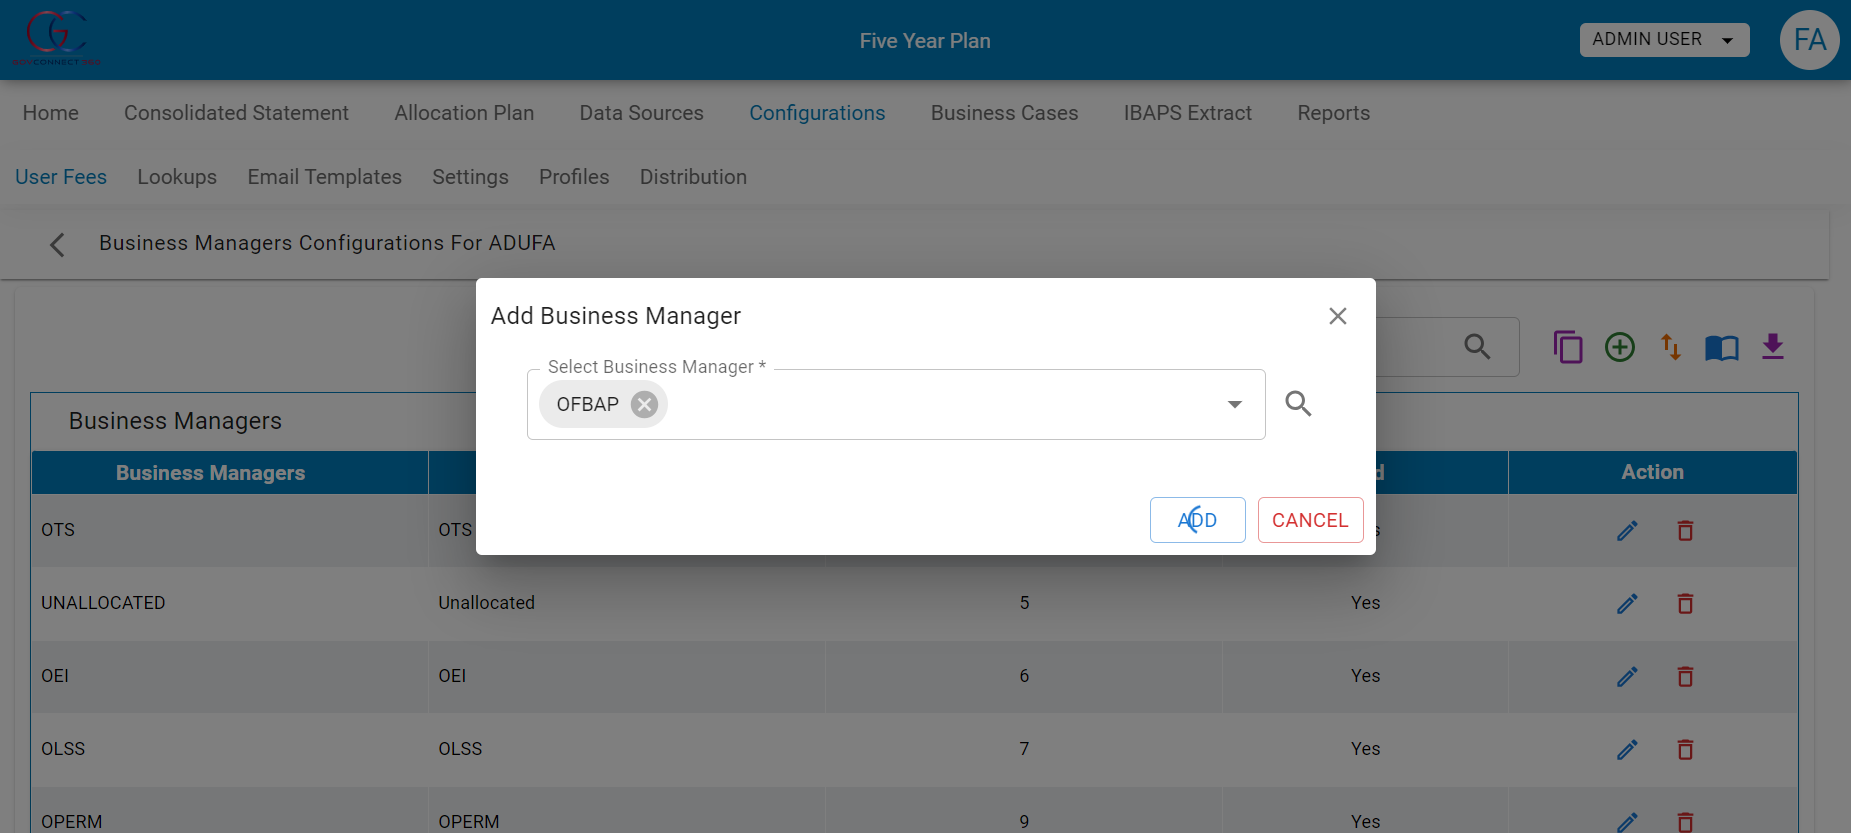 GOVCONNECT.PRO
Five Year Plan
ADMIN USER
FA
Home Consolidated Statement Allocation Plan Data Sources Configurations Business Cases IBAPS Extract Reports
User Fees Lookups Email Templates Settings Profiles Distribution
Business Managers Configurations For ADUFA
Add Business Manager
Select Business Manager *
OFBAP
ADD CANCEL
Business Managers
Business Managers d Action
OTS OTS s
UNALLOCATED Unallocated 5 Yes
OEI OEI 6 Yes
OLSS OLSS 7 Yes
OPERM OPERM 9 Yes